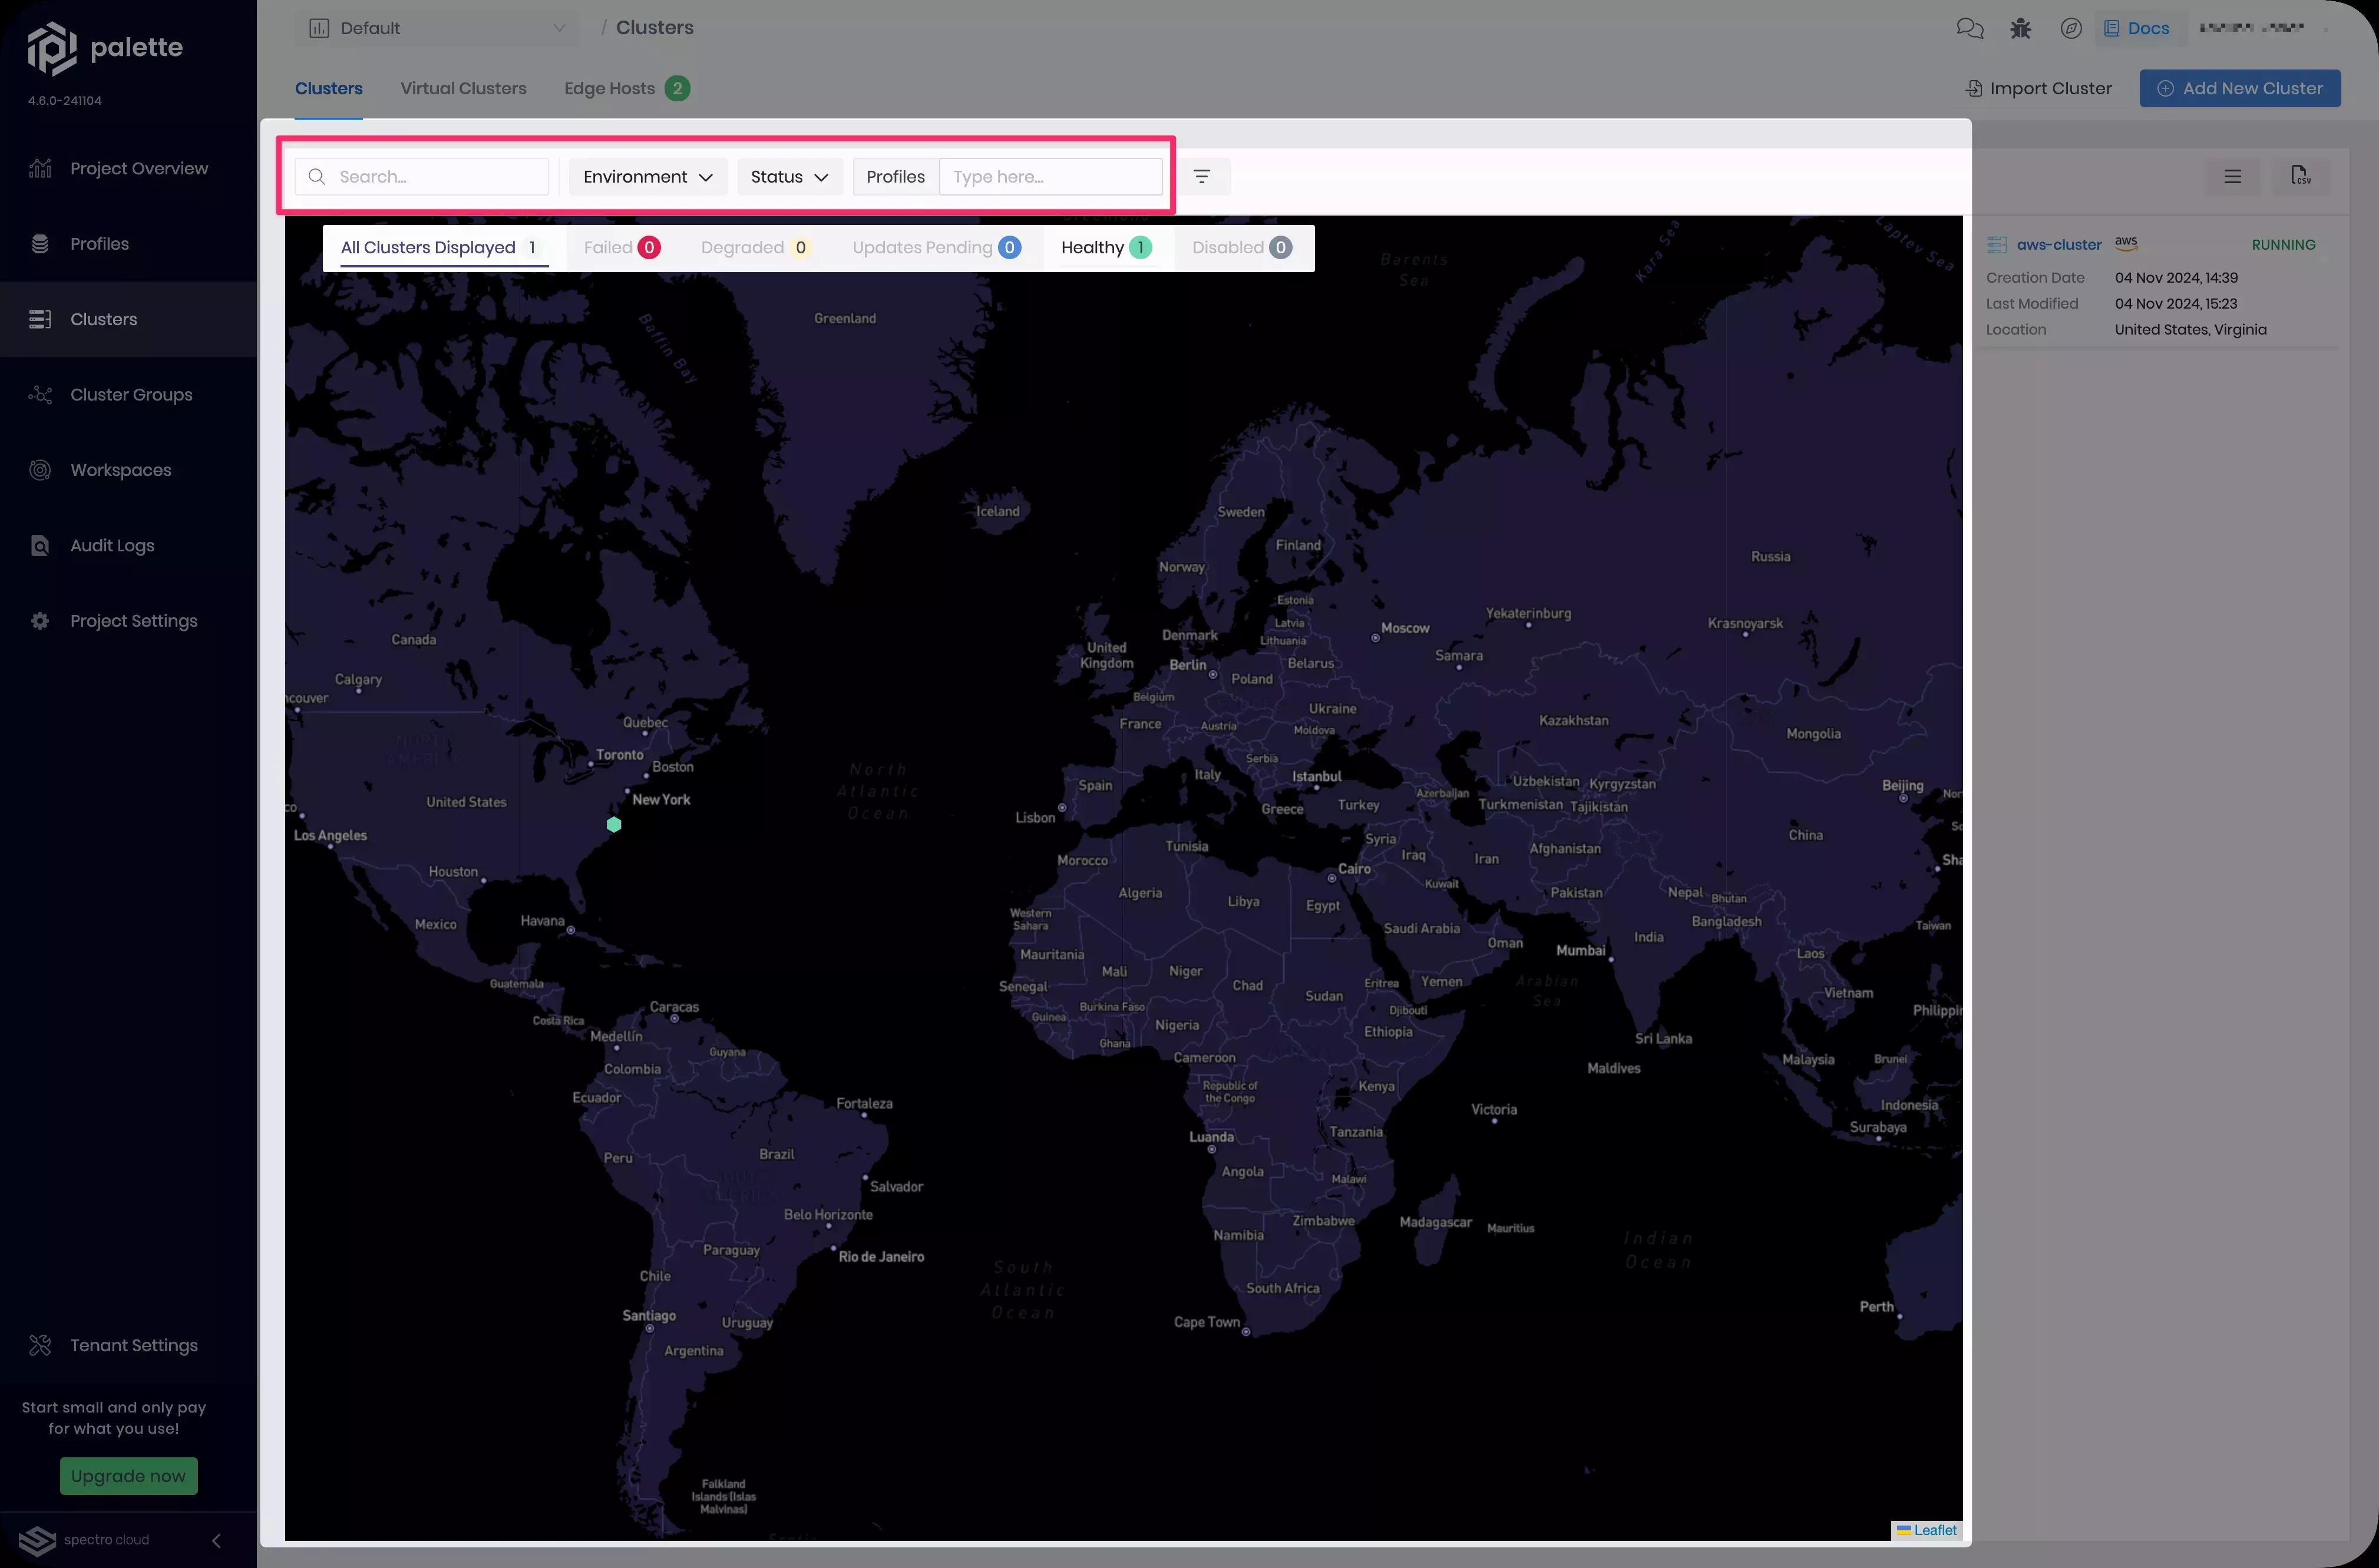 palette
4.6.0-241104
Project Overview
Profiles
Clusters
Cluster Groups
Workspaces
Audit Logs
Project Settings
Tenant Settings
Start small and only pay
for what you use!
Upgrade now
spectro cloud
Default / Clusters
Docs
Clusters Virtual Clusters Edge Hosts 2
Import Cluster Add New Cluster
Search... Environment Status Profiles Type here...
CSV
All Clusters Displayed 1 Failed 0 Degraded 0 Updates Pending 0 Healthy 1 Disabled 0
aws-cluster aws RUNNING
Creation Date 04 Nov 2024, 14:39
Last Modified 04 Nov 2024, 15:23
Location United States, Virginia
Barents
Sea
Kara Sea
Laptev Sea
Greenland
Baffin Bay
Iceland
Sweden
Finland
Norway
Russia
Estonia
Latvia
Lithuania
Yekaterinburg
Krasnoyarsk
Moscow
Denmark
Canada
United
Kingdom
Berlin
Belarus
Samara
Poland
Calgary
ncouver
Belgium
Ukraine
France
Austria
Moldova
Kazakhstan
Mongolia
Quebec
NORTH
AMERICA
Toronto
Boston
Serbia
Italy
Istanbul
Spain
North
Atlantic
Ocean
Uzbekistan
Kyrgyzstan
Beijing
Nor
Azerbaijan
Turkmenistan
Tajikistan
New York
United States
co
Greece
Turkey
Lisbon
So
Los Angeles
Syria
China
Tunisia
Morocco
Iraq
Iran
Afghanistan
Sha
Houston
Cairo
Kuwait
Algeria
Libya
Egypt
Pakistan
Nepal
Bhutan
Western
Sahara
Bangladesh
Taiwan
Mexico
Havana
Saudi Arabia
India
Oman
Mumbai
Mauritania
Laos
Mali
Niger
Chad
Guatemala
Senegal
Eritrea
Yemen
Arabian
Sea
Sudan
Vietnam
Caracas
Burkina Faso
Djibouti
Philippin
Costa Rica
Guinea
Nigeria
Ethiopia
Medellín
Ghana
Sri Lanka
Guyana
Cameroon
Malaysia
Brunei
Colombia
Maldives
Republic of
the Congo
Kenya
Ecuador
Fortaleza
Victoria
Indonesia
Surabaya
Luanda
Tanzania
Brazil
Peru
Angola
Malawi
Salvador
Belo Horizonte
Zimbabwe
Madagascar
Mauritius
Namibia
Indian
Ocean
Paraguay
Rio de Janeiro
South
Atlantic
Ocean
Chile
South Africa
Perth
Santiago
Uruguay
Cape Town
Argentina
Falkland
Islands (Islas
Malvinas)
Leaflet